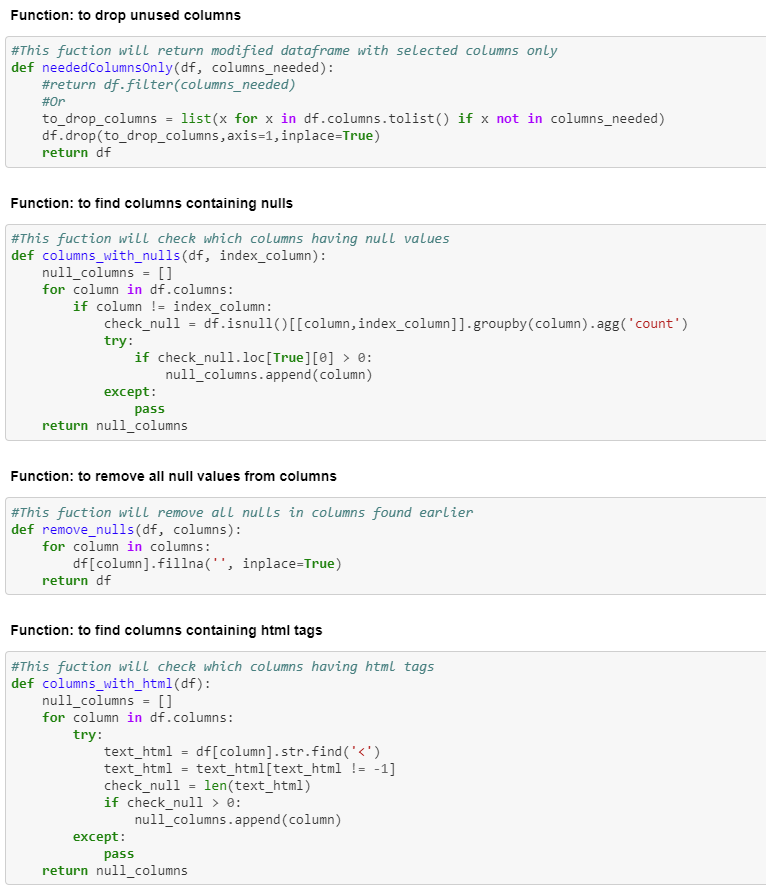 Function: to drop unused columns
#This fuction will return modified dataframe with selected columns only
def neededColumnsOnly(df, columns_needed):
    #return df.filter(columns_needed)
    #Or
    to_drop_columns = list(x for x in df.columns.tolist() if x not in columns_needed)
    df.drop(to_drop_columns,axis=1,inplace=True)
    return df
Function: to find columns containing nulls
#This fuction will check which columns having null values
def columns_with_nulls(df, index_column):
    null_columns = []
    for column in df.columns:
        if column != index_column:
            check_null = df.isnull()[[column,index_column]].groupby(column).agg('count')
            try:
                if check_null.loc[True][0] > 0:
                    null_columns.append(column)
            except:
                pass
    return null_columns
Function: to remove all null values from columns
#This fuction will remove all nulls in columns found earlier
def remove_nulls(df, columns):
    for column in columns:
        df[column].fillna('', inplace=True)
    return df
Function: to find columns containing html tags
#This fuction will check which columns having html tags
def columns_with_html(df):
    null_columns = []
    for column in df.columns:
        try:
            text_html = df[column].str.find('<')
            text_html = text_html[text_html != -1]
            check_null = len(text_html)
            if check_null > 0:
                null_columns.append(column)
        except:
            pass
    return null_columns